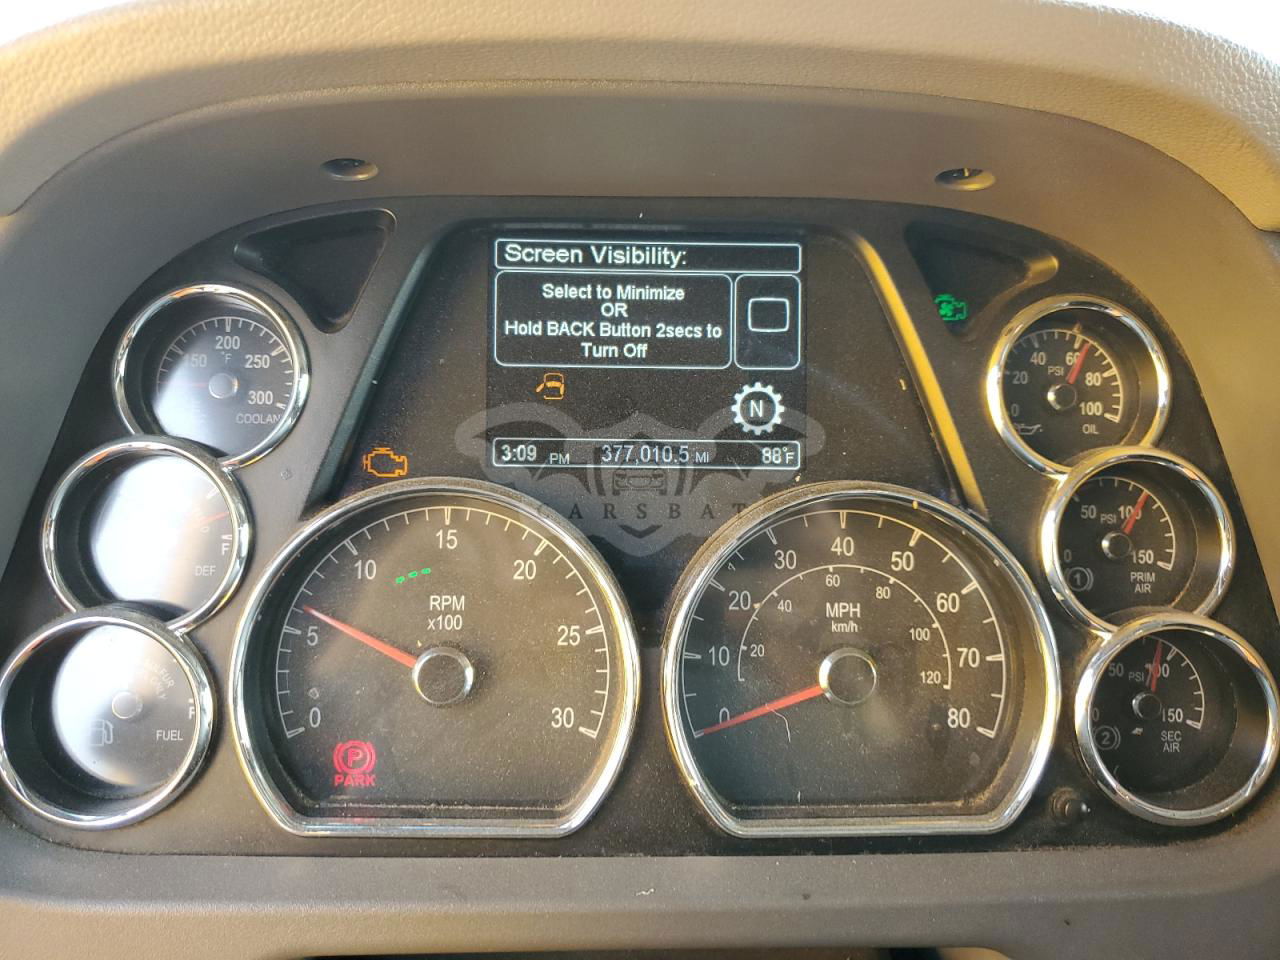 Screen Visibility:
Select to Minimize
OR
Hold BACK Button 2secs to
Turn Off
N
3:09 PM 377,010.5 MI 88°F
CARSBAT
150 200 250 300
°F
COOLANT
F
DEF
ONLY
F
FUEL
0 5 10 15 20 25 30
RPM
x100
P
PARK
0 10 20 30 40 50 60 70 80
20 40 60 80 100 120
MPH
km/h
0 20 40 60 80 100
PSI
OIL
0 50 100 150
PSI
1
PRIM
AIR
0 50 100 150
PSI
2
SEC
AIR